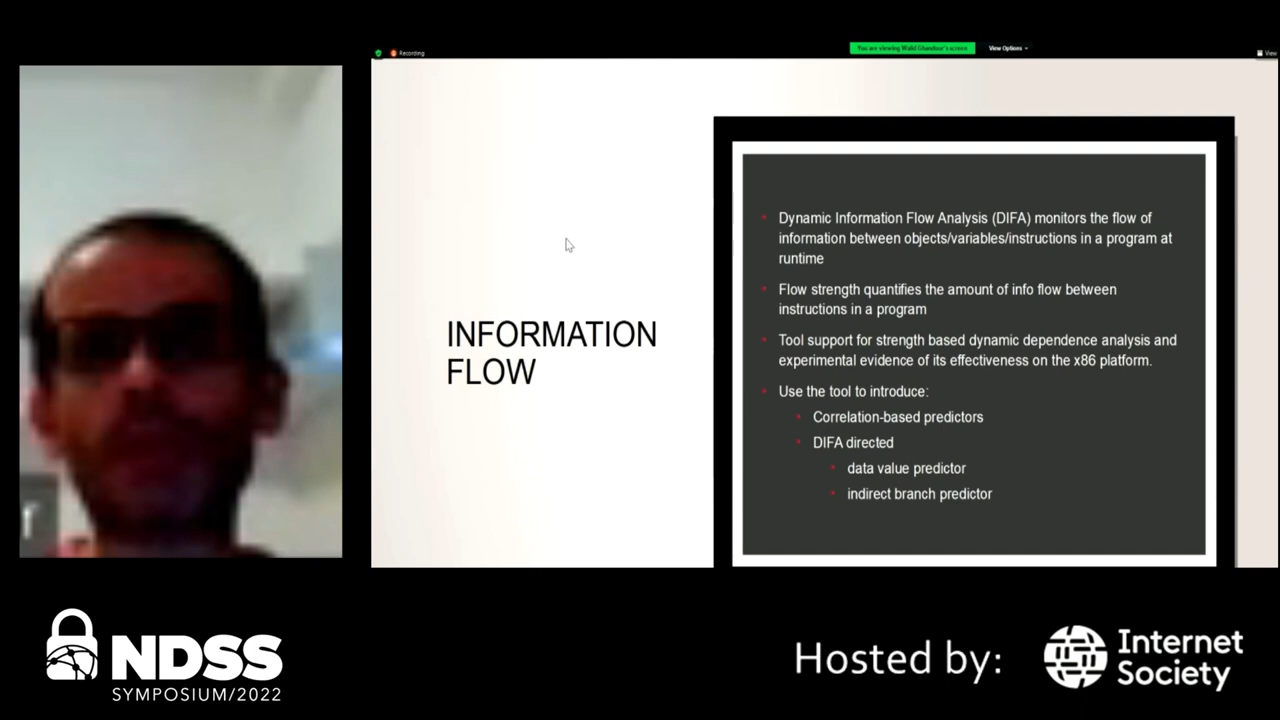 Recording
You are viewing Walid Ghandour's screen
View Options
View
INFORMATION
FLOW
Dynamic Information Flow Analysis (DIFA) monitors the flow of
information between objects/variables/instructions in a program at
runtime
Flow strength quantifies the amount of info flow between
instructions in a program
Tool support for strength based dynamic dependence analysis and
experimental evidence of its effectiveness on the x86 platform.
Use the tool to introduce:
Correlation-based predictors
DIFA directed
data value predictor
indirect branch predictor
r
NDSS
SYMPOSIUM/2022
Hosted by:
Internet
Society